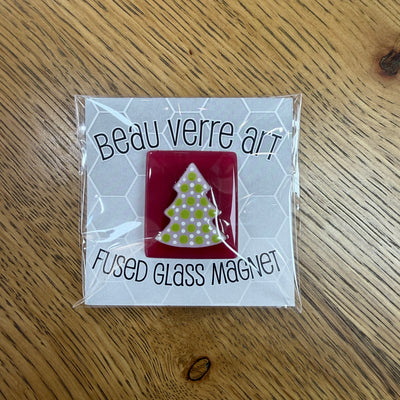 Beau Verre Art
Fused Glass Magnet